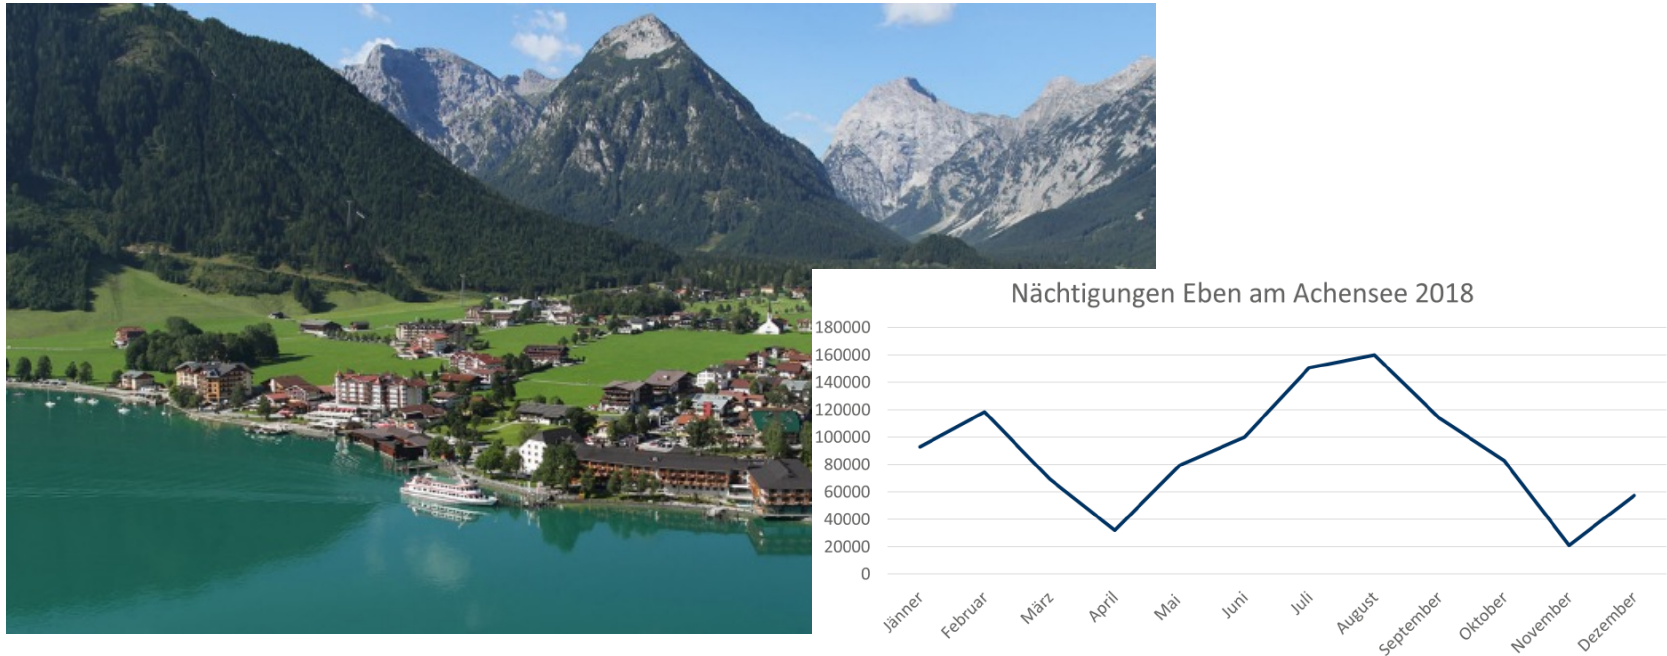 Nächtigungen Eben am Achensee 2018
180000
160000
140000
120000
100000
80000
60000
40000
20000
0
Jänner
Februar
März
April
Mai
Juni
Juli
August
September
Oktober
November
Dezember